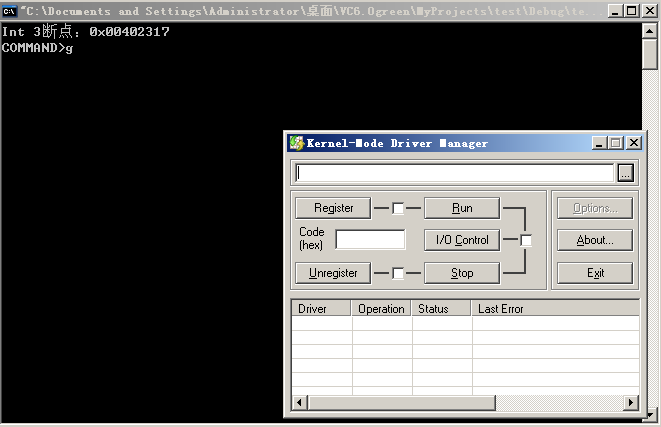 "C:\Documents and Settings\Administrator\桌面\VC6.0green\MyProjects\test\Debug\te...
Int 3断点：0x00402317
COMMAND>g
Kernel-Mode Driver Manager
...
Register
Run
Options...
Code
(hex)
I/O Control
About...
Unregister
Stop
Exit
Driver Operation Status Last Error